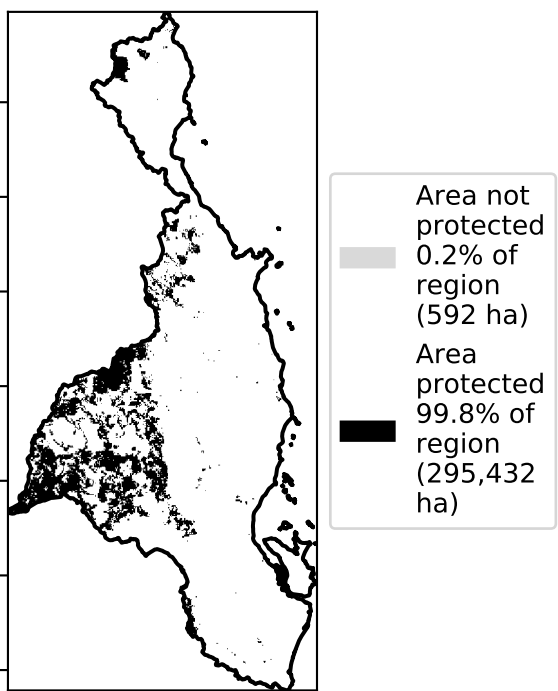 Area not
protected
0.2% of
region
(592 ha)
Area
protected
99.8% of
region
(295,432
ha)